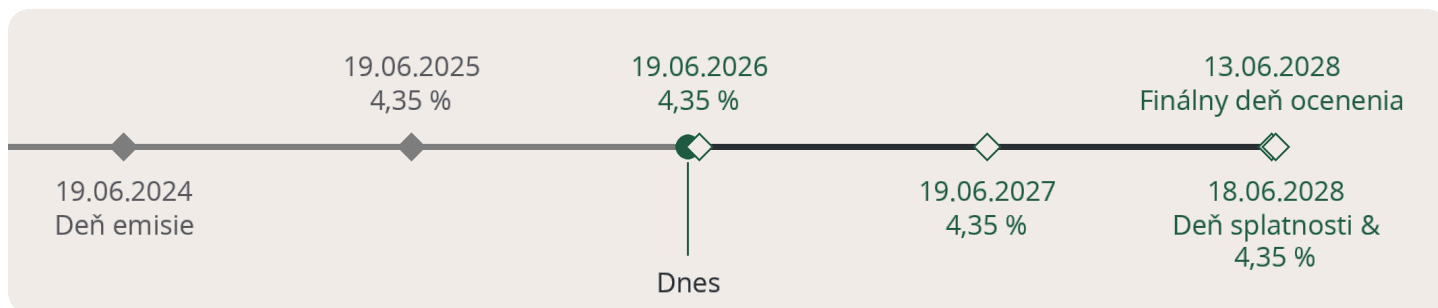 19.06.2024
Deň emisie
19.06.2025
4,35 %
19.06.2026
4,35 %
Dnes
19.06.2027
4,35 %
13.06.2028
Finálny deň ocenenia
18.06.2028
Deň splatnosti &
4,35 %